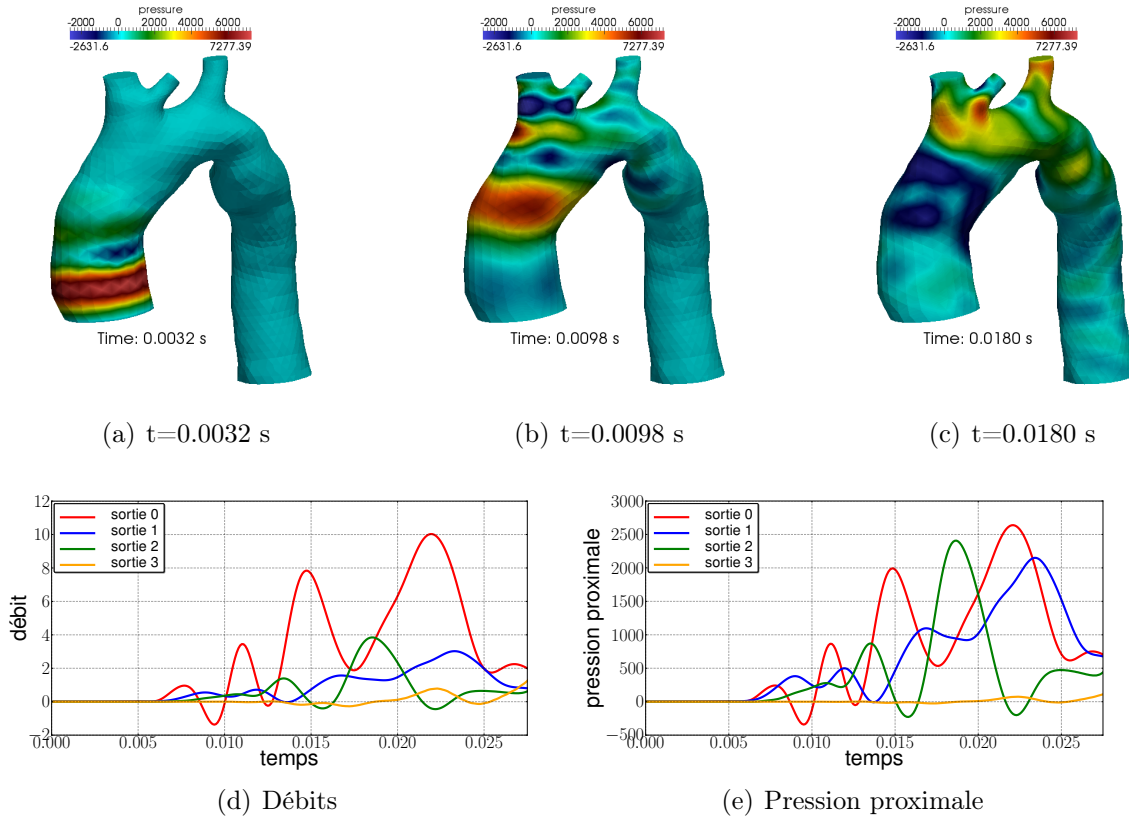 pressure
-2000 0 2000 4000 6000
-2631.6 7277.39
Time: 0.0032 s
(a) t=0.0032 s
pressure
-2000 0 2000 4000 6000
-2631.6 7277.39
Time: 0.0098 s
(b) t=0.0098 s
pressure
-2000 0 2000 4000 6000
-2631.6 7277.39
Time: 0.0180 s
(c) t=0.0180 s
12
10
8
6
4
2
0
−2
débit
sortie 0
sortie 1
sortie 2
sortie 3
0.000 0.005 0.010 0.015 0.020 0.025
temps
(d) Débits
3000
2500
2000
1500
1000
500
0
−500
pression proximale
sortie 0
sortie 1
sortie 2
sortie 3
0.000 0.005 0.010 0.015 0.020 0.025
temps
(e) Pression proximale